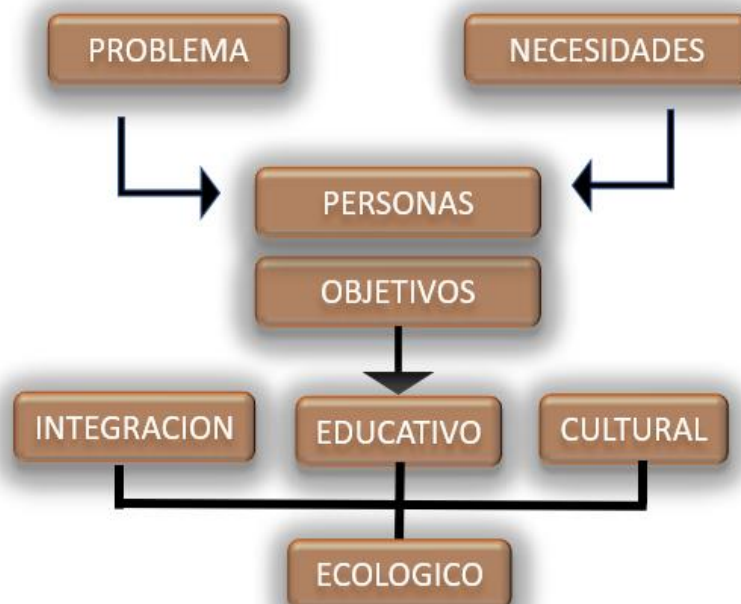 PROBLEMA
NECESIDADES
PERSONAS
OBJETIVOS
INTEGRACION
EDUCATIVO
CULTURAL
ECOLOGICO